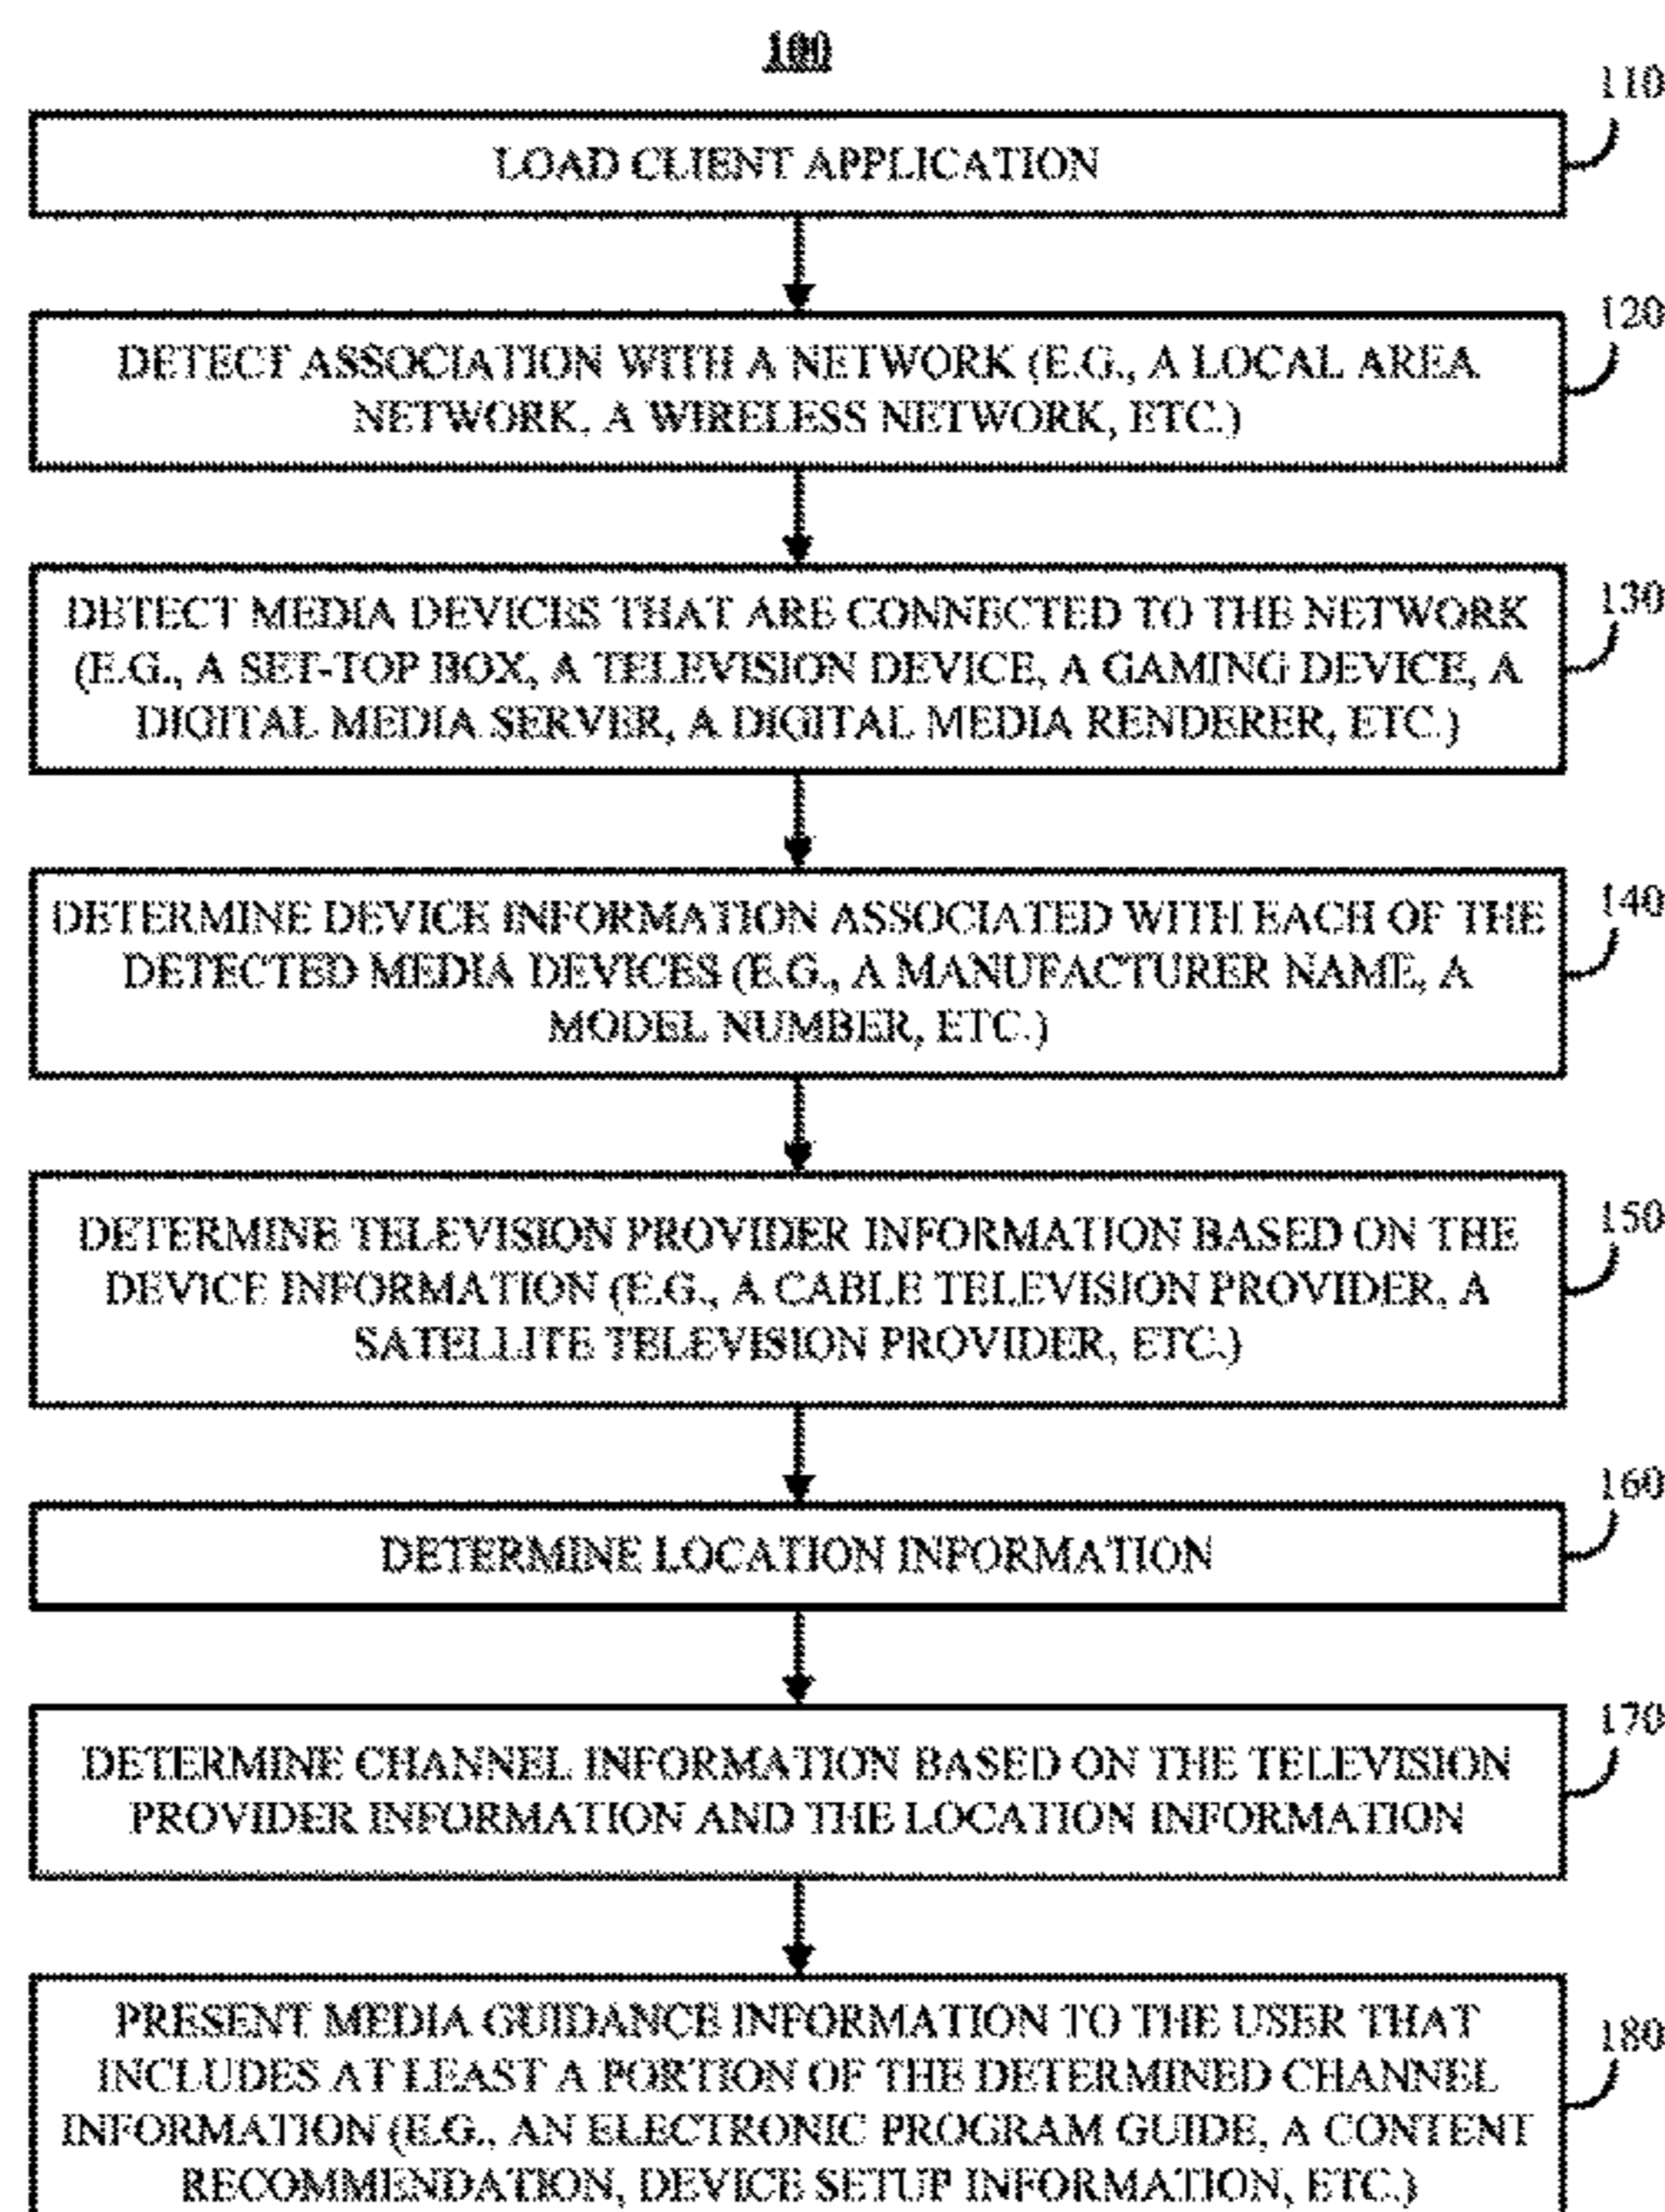 100
110
LOAD CLIENT APPLICATION
120
DETECT ASSOCIATION WITH A NETWORK (E.G., A LOCAL AREA
NETWORK, A WIRELESS NETWORK, ETC.)
130
DETECT MEDIA DEVICES THAT ARE CONNECTED TO THE NETWORK
(E.G., A SET-TOP BOX, A TELEVISION DEVICE, A GAMING DEVICE, A
DIGITAL MEDIA SERVER, A DIGITAL MEDIA RENDERER, ETC.)
140
DETERMINE DEVICE INFORMATION ASSOCIATED WITH EACH OF THE
DETECTED MEDIA DEVICES (E.G., A MANUFACTURER NAME, A
MODEL NUMBER, ETC.)
150
DETERMINE TELEVISION PROVIDER INFORMATION BASED ON THE
DEVICE INFORMATION (E.G., A CABLE TELEVISION PROVIDER, A
SATELLITE TELEVISION PROVIDER, ETC.)
160
DETERMINE LOCATION INFORMATION
170
DETERMINE CHANNEL INFORMATION BASED ON THE TELEVISION
PROVIDER INFORMATION AND THE LOCATION INFORMATION
180
PRESENT MEDIA GUIDANCE INFORMATION TO THE USER THAT
INCLUDES AT LEAST A PORTION OF THE DETERMINED CHANNEL
INFORMATION (E.G., AN ELECTRONIC PROGRAM GUIDE, A CONTENT
RECOMMENDATION, DEVICE SETUP INFORMATION, ETC.)